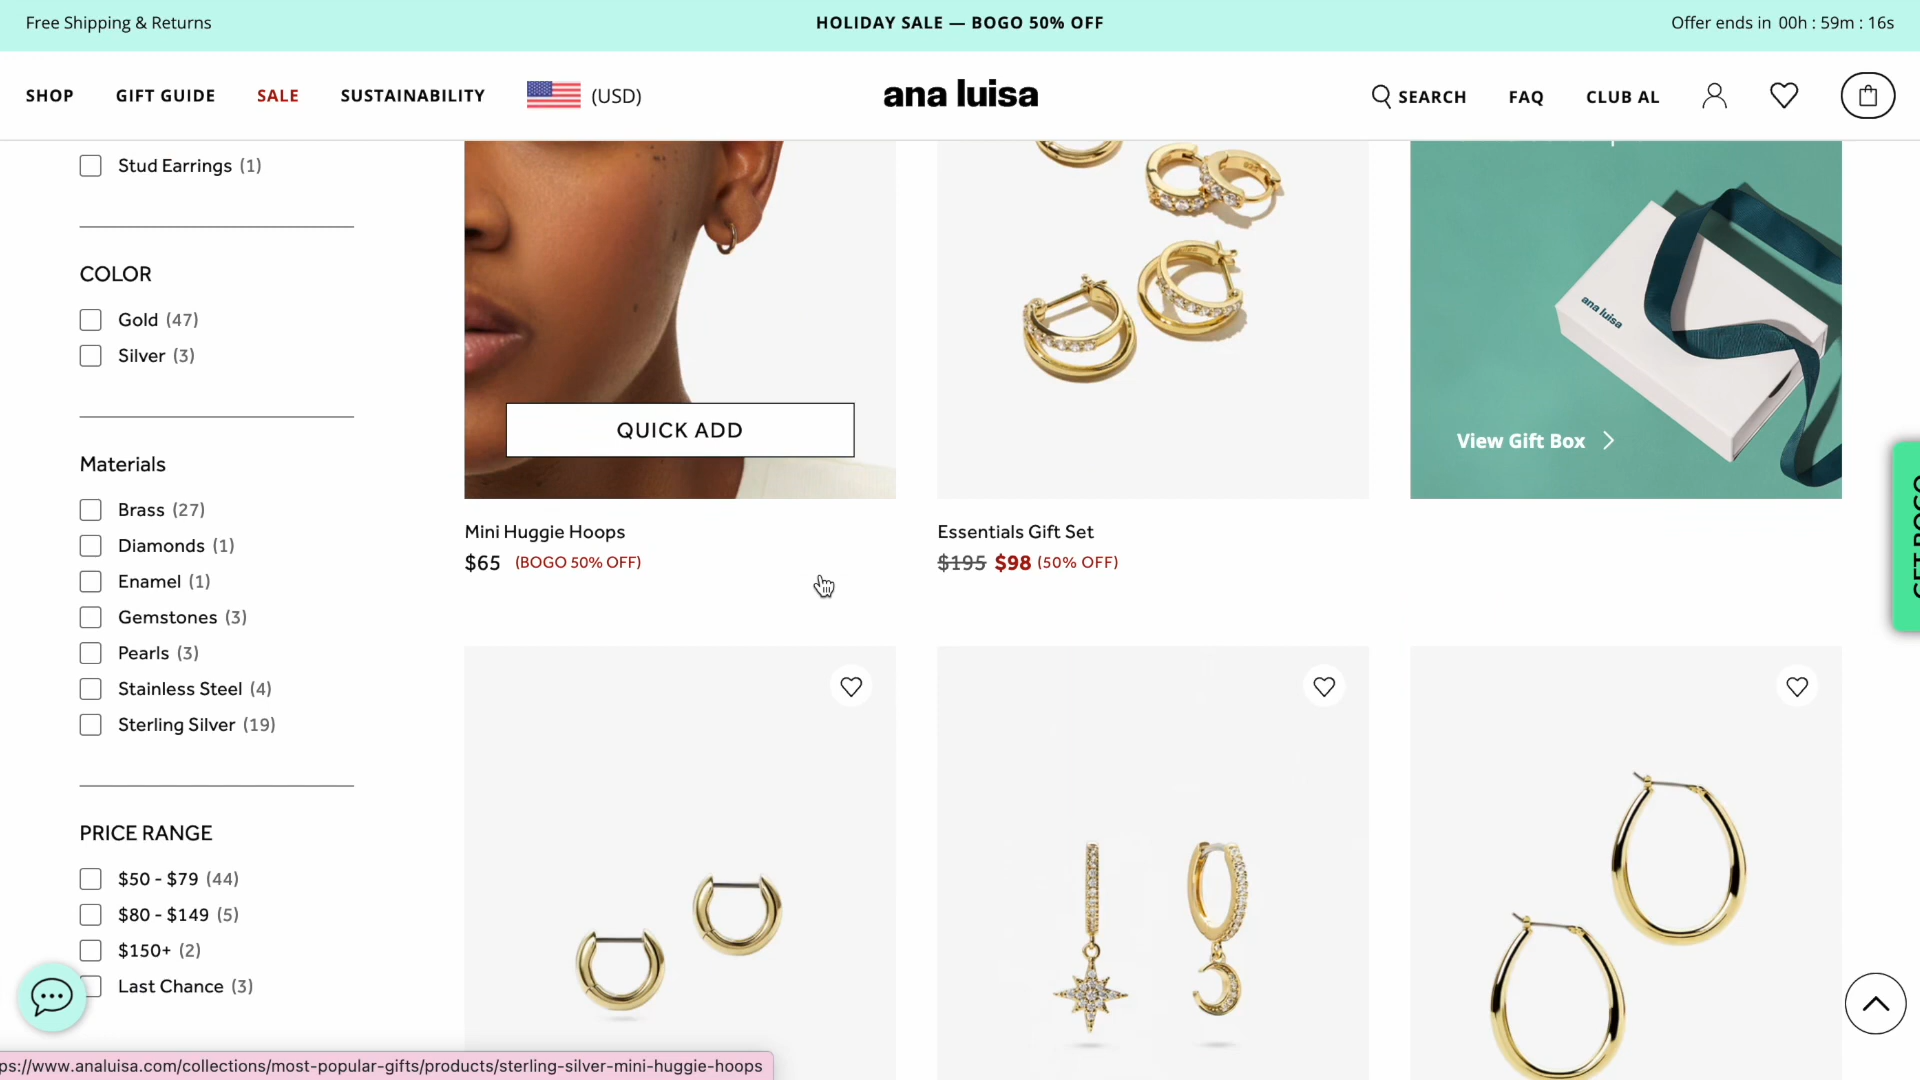 Free Shipping & Returns
HOLIDAY SALE — BOGO 50% OFF
Offer ends in 00h : 59m : 16s
SHOP
GIFT GUIDE
SALE
SUSTAINABILITY
(USD)
ana luisa
SEARCH
FAQ
CLUB AL
Stud Earrings (1)
COLOR
Gold (47)
Silver (3)
Materials
Brass (27)
Diamonds (1)
Enamel (1)
Gemstones (3)
Pearls (3)
Stainless Steel (4)
Sterling Silver (19)
PRICE RANGE
$50 - $79 (44)
$80 - $149 (5)
$150+ (2)
Last Chance (3)
QUICK ADD
Mini Huggie Hoops
$65 (BOGO 50% OFF)
Essentials Gift Set
$195 $98 (50% OFF)
ana luisa
View Gift Box
GET BOGO
ps://www.analuisa.com/collections/most-popular-gifts/products/sterling-silver-mini-huggie-hoops